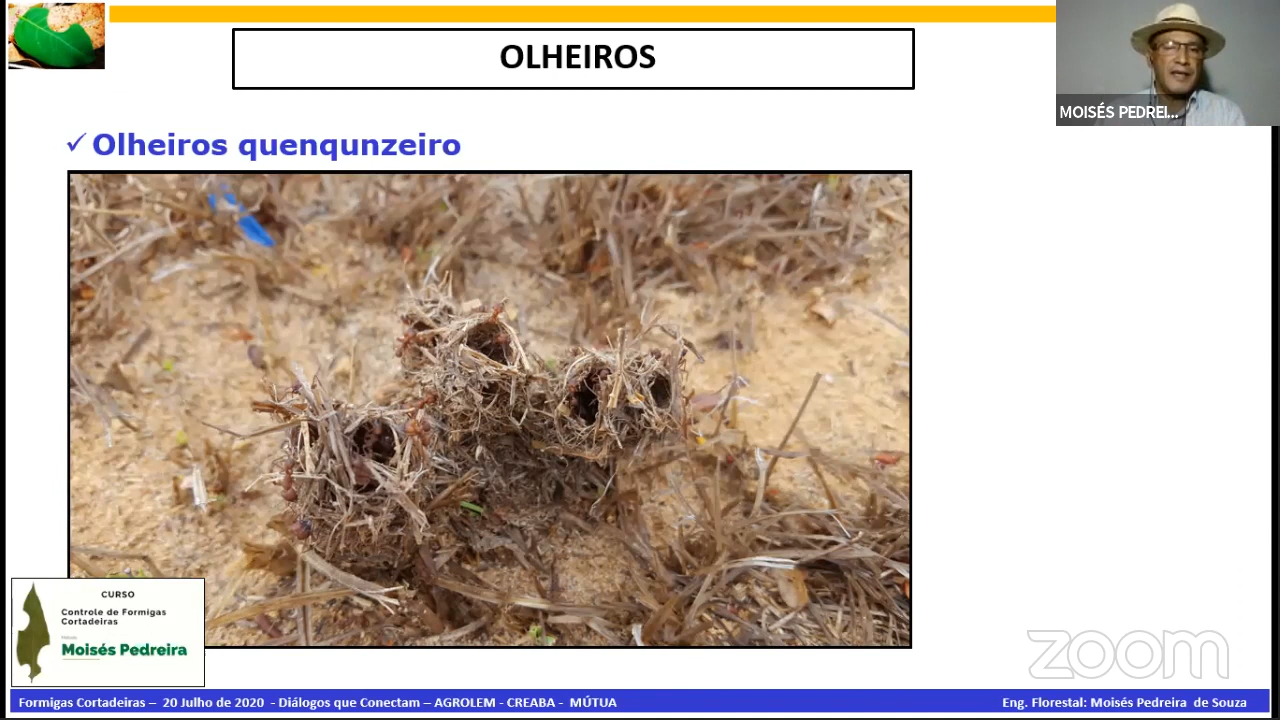 OLHEIROS
MOISÉS PEDREI...
✓ Olheiros quenqunzeiro
CURSO
Controle de Formigas
Cortadeiras
Moisés Pedreira
zoom
Formigas Cortadeiras – 20 Julho de 2020 - Diálogos que Conectam – AGROLEM - CREABA - MÚTUA
Eng. Florestal: Moisés Pedreira de Souza